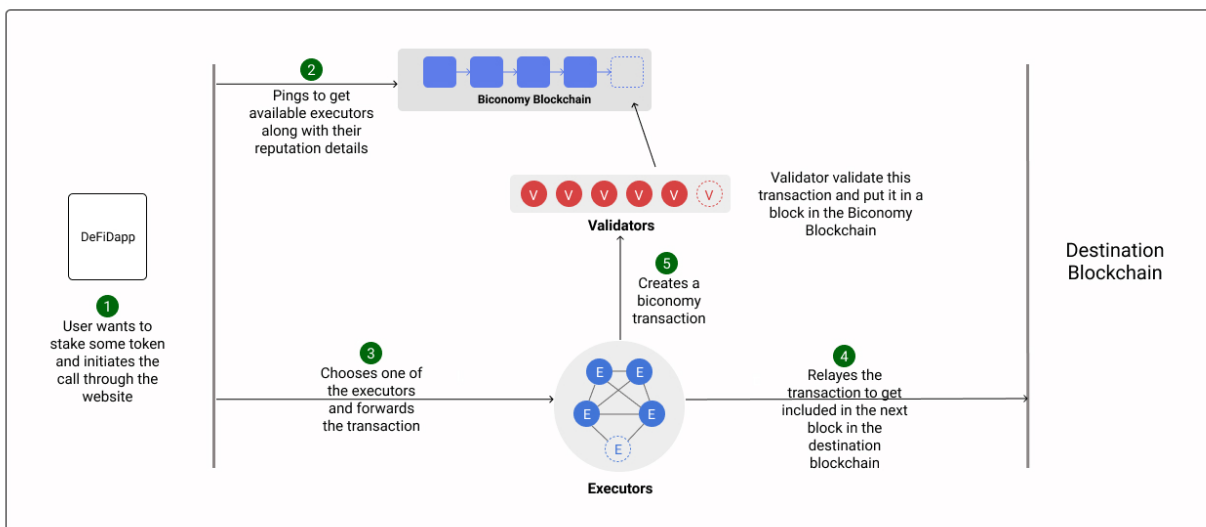 2
Pings to get
available executors
along with their
reputation details
Biconomy Blockchain
V V V V V V
Validators
Validator validate this
transaction and put it in a
block in the Biconomy
Blockchain
DeFiDapp
1
User wants to
stake some token
and initiates the
call through the
website
Destination
Blockchain
5
Creates a
biconomy
transaction
3
Chooses one of
the executors
and forwards
the transaction
E E
E E
E
Executors
4
Relayes the
transaction to get
included in the next
block in the
destination
blockchain